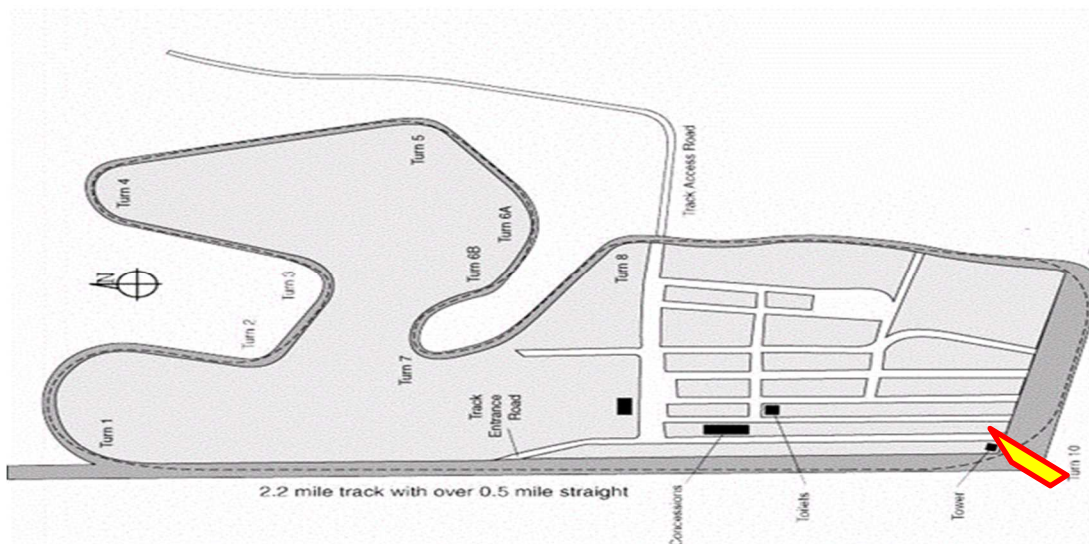 Turn 4
Turn 5
Turn 6A
Turn 6B
Turn 3
Turn 2
Turn 7
Turn 8
Turn 1
N
Track Access Road
Track
Entrance
Road
2.2 mile track with over 0.5 mile straight
Concessions
Toilets
Tower
Turn 10